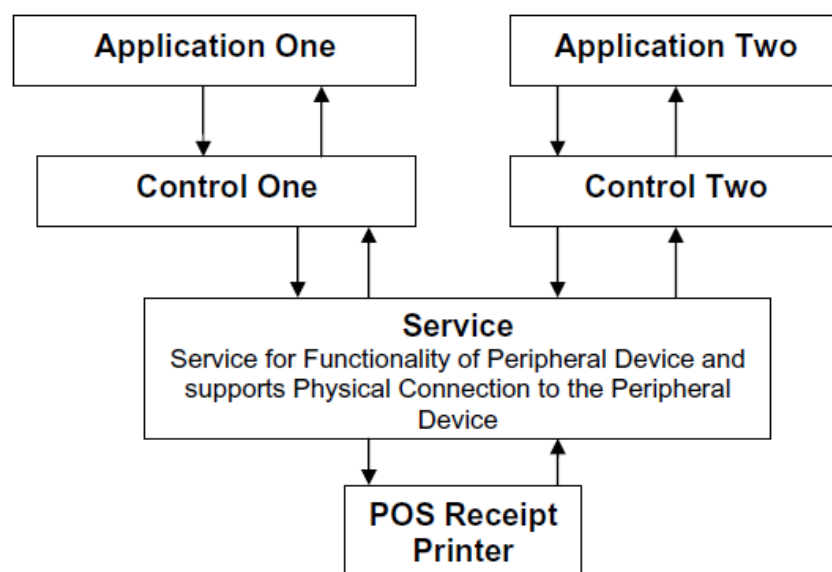 Application One
Application Two
Control One
Control Two
Service
Service for Functionality of Peripheral Device and
supports Physical Connection to the Peripheral
Device
POS Receipt
Printer